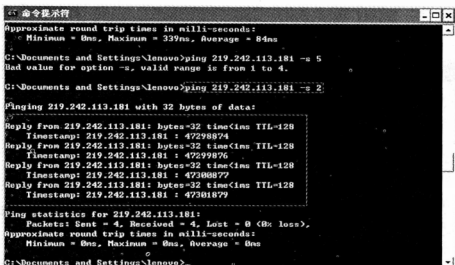 命令提示符
Approximate round trip times in milli-seconds:
Minimum = 0ms, Maximum = 339ms, Average = 84ms
C:\Documents and Settings\lenovo>ping 219.242.113.181 -s 5
Bad value for option -s, valid range is from 1 to 4.
C:\Documents and Settings\lenovo>ping 219.242.113.181 -s 2
Pinging 219.242.113.181 with 32 bytes of data:
Reply from 219.242.113.181: bytes=32 time<1ms TTL=128
Timestamp: 219.242.113.181 : 47298874
Reply from 219.242.113.181: bytes=32 time<1ms TTL=128
Timestamp: 219.242.113.181 : 47299876
Reply from 219.242.113.181: bytes=32 time<1ms TTL=128
Timestamp: 219.242.113.181 : 47300877
Reply from 219.242.113.181: bytes=32 time<1ms TTL=128
Timestamp: 219.242.113.181 : 47301879
Ping statistics for 219.242.113.181:
Packets: Sent = 4, Received = 4, Lost = 0 (0% loss),
Approximate round trip times in milli-seconds:
Minimum = 0ms, Maximum = 0ms, Average = 0ms
C:\Documents and Settings\lenovo>_